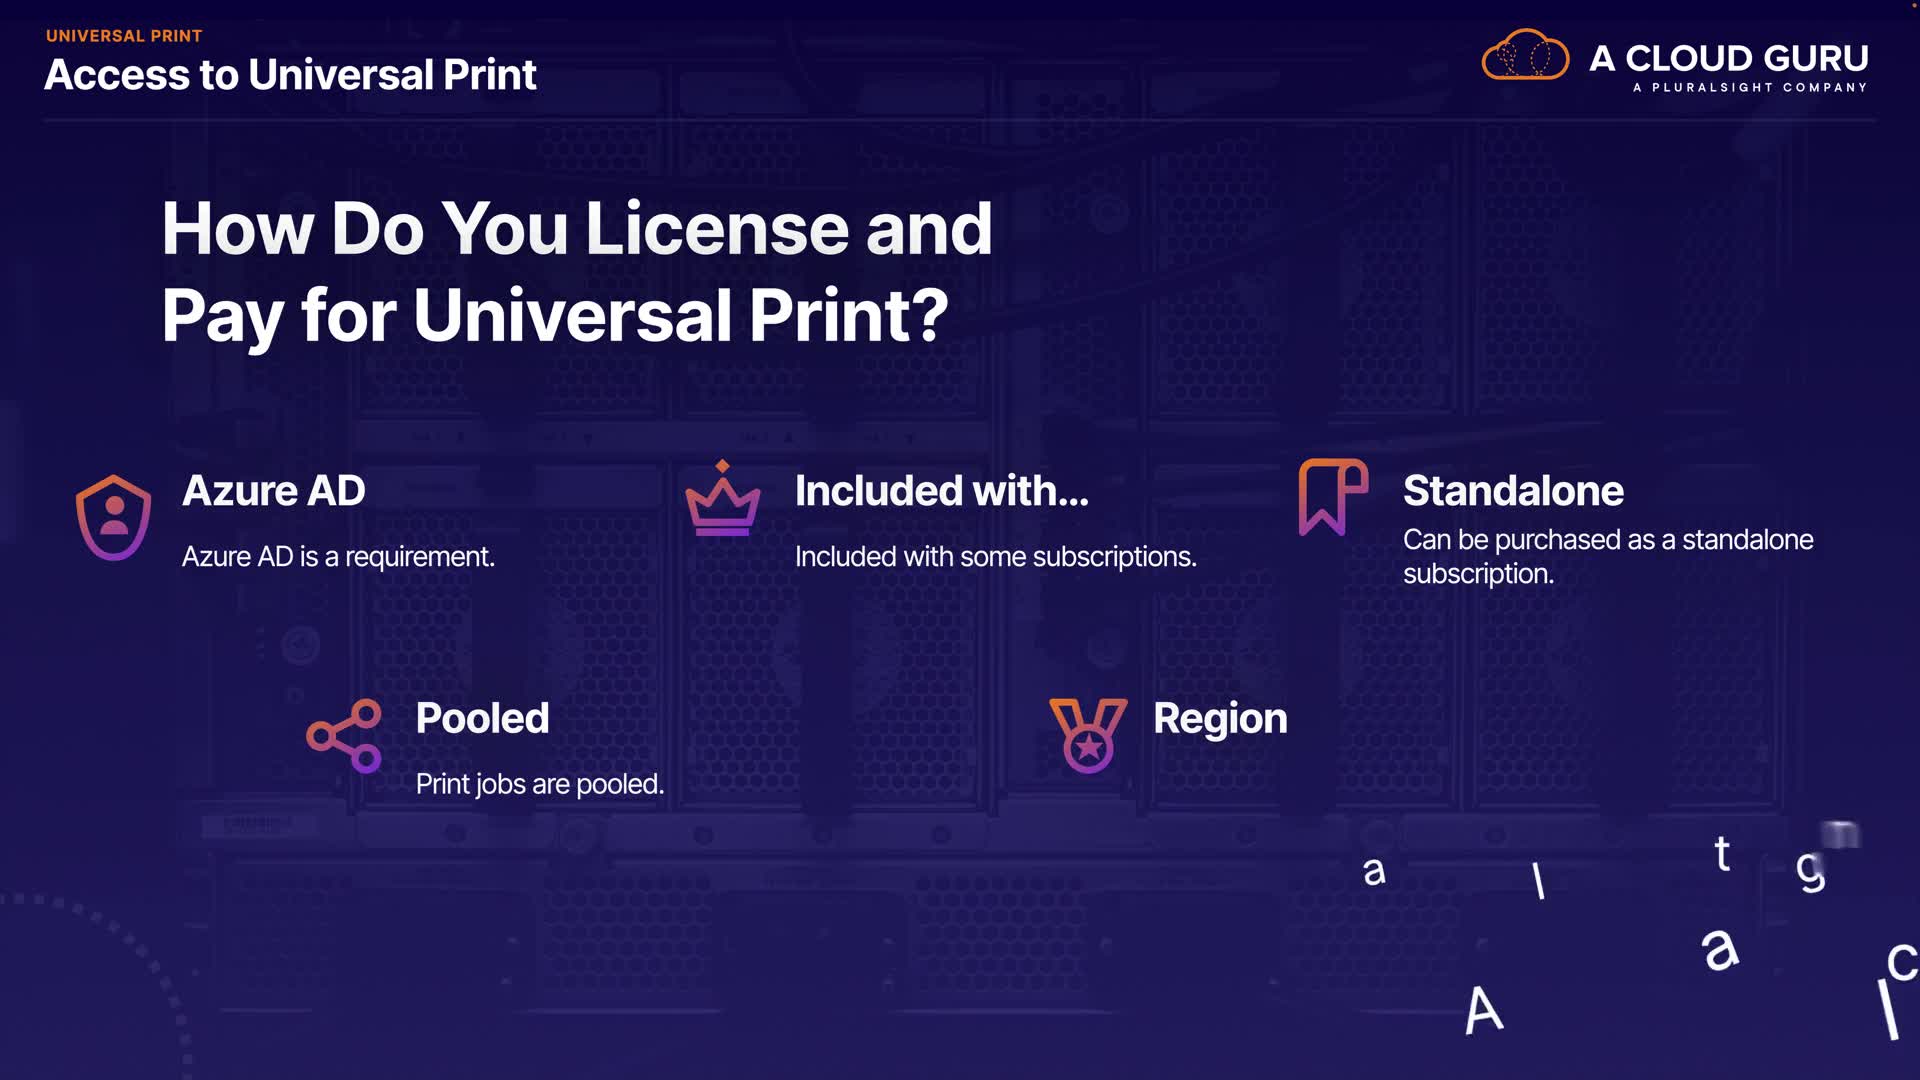 UNIVERSAL PRINT
Access to Universal Print
A CLOUD GURU
A PLURALSIGHT COMPANY
How Do You License and
Pay for Universal Print?
Azure AD
Azure AD is a requirement.
Included with...
Included with some subscriptions.
Standalone
Can be purchased as a standalone
subscription.
Pooled
Print jobs are pooled.
Region
a
l
t
g
a
c
A
l